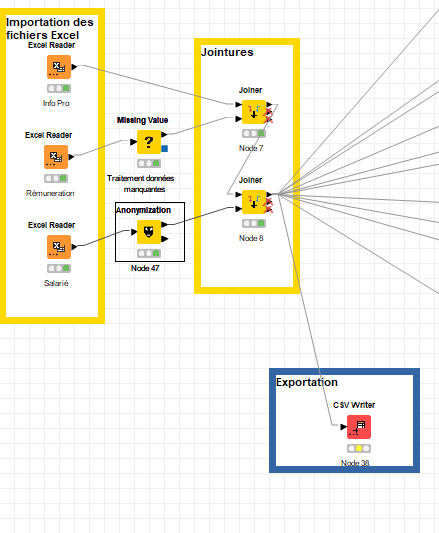 Importation des
fichiers Excel
Excel Reader
Info Pro
Excel Reader
Rémuneration
Excel Reader
Salarié
Missing Value
Traitement données
manquantes
Anonymization
Node 47
Jointures
Joiner
Node 7
Joiner
Node 8
Exportation
CSV Writer
Node 38